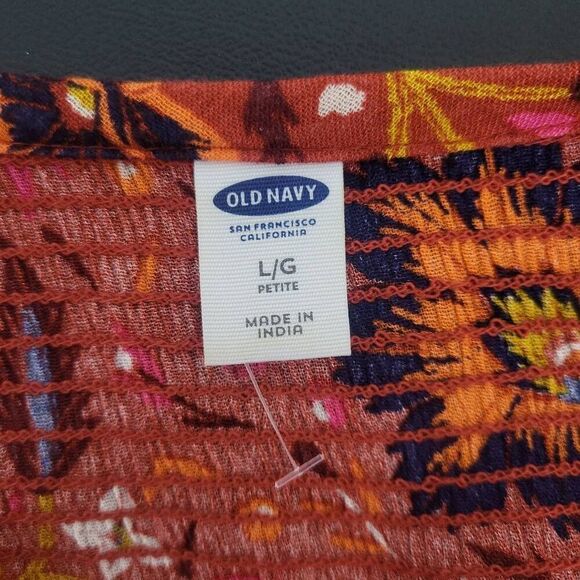 OLD NAVY
SAN FRANCISCO
CALIFORNIA
L/G
PETITE
MADE IN
INDIA